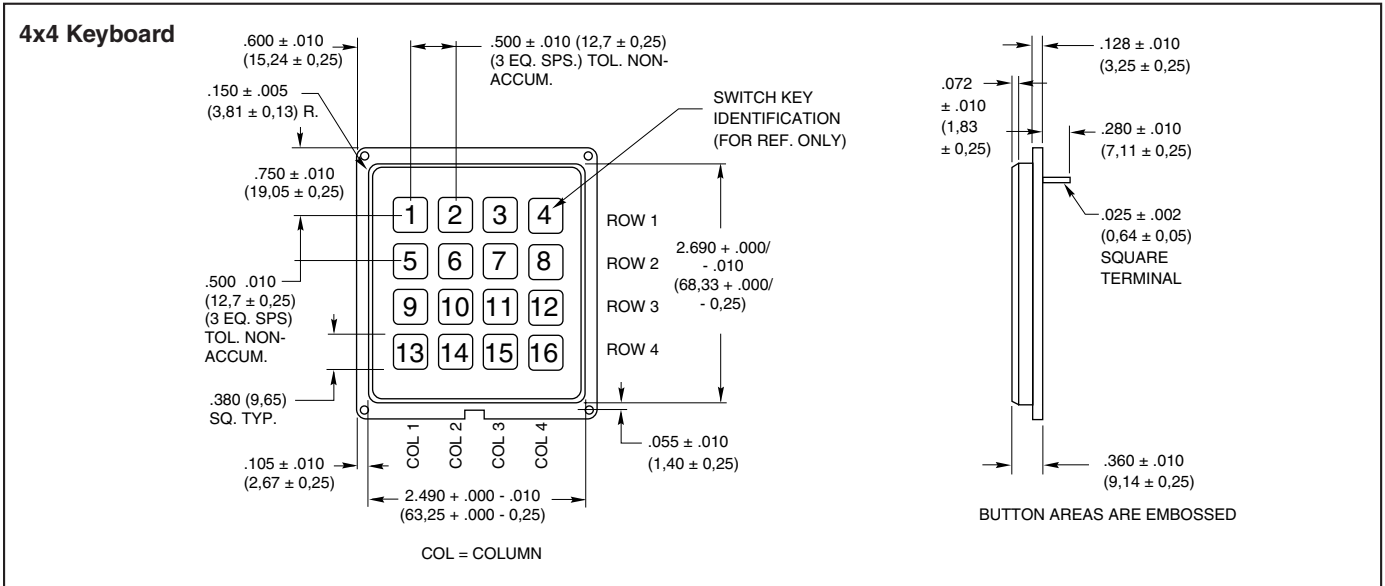 4x4 Keyboard
.600 ± .010
(15,24 ± 0,25)
.500 ± .010 (12,7 ± 0,25)
(3 EQ. SPS.) TOL. NON-
ACCUM.
.150 ± .005
(3,81 ± 0,13) R.
SWITCH KEY
IDENTIFICATION
(FOR REF. ONLY)
.750 ± .010
(19,05 ± 0,25)
1 2 3 4
ROW 1
5 6 7 8
ROW 2
9 10 11 12
ROW 3
13 14 15 16
ROW 4
2.690 + .000/
- .010
(68,33 + .000/
- 0,25)
.500 .010
(12,7 ± 0,25)
(3 EQ. SPS)
TOL. NON-
ACCUM.
.380 (9,65)
SQ. TYP.
COL 1
COL 2
COL 3
COL 4
.055 ± .010
(1,40 ± 0,25)
.105 ± .010
(2,67 ± 0,25)
2.490 + .000 - .010
(63,25 + .000 - 0,25)
COL = COLUMN
.128 ± .010
(3,25 ± 0,25)
.072
± .010
(1,83
± 0,25)
.280 ± .010
(7,11 ± 0,25)
.025 ± .002
(0,64 ± 0,05)
SQUARE
TERMINAL
.360 ± .010
(9,14 ± 0,25)
BUTTON AREAS ARE EMBOSSED